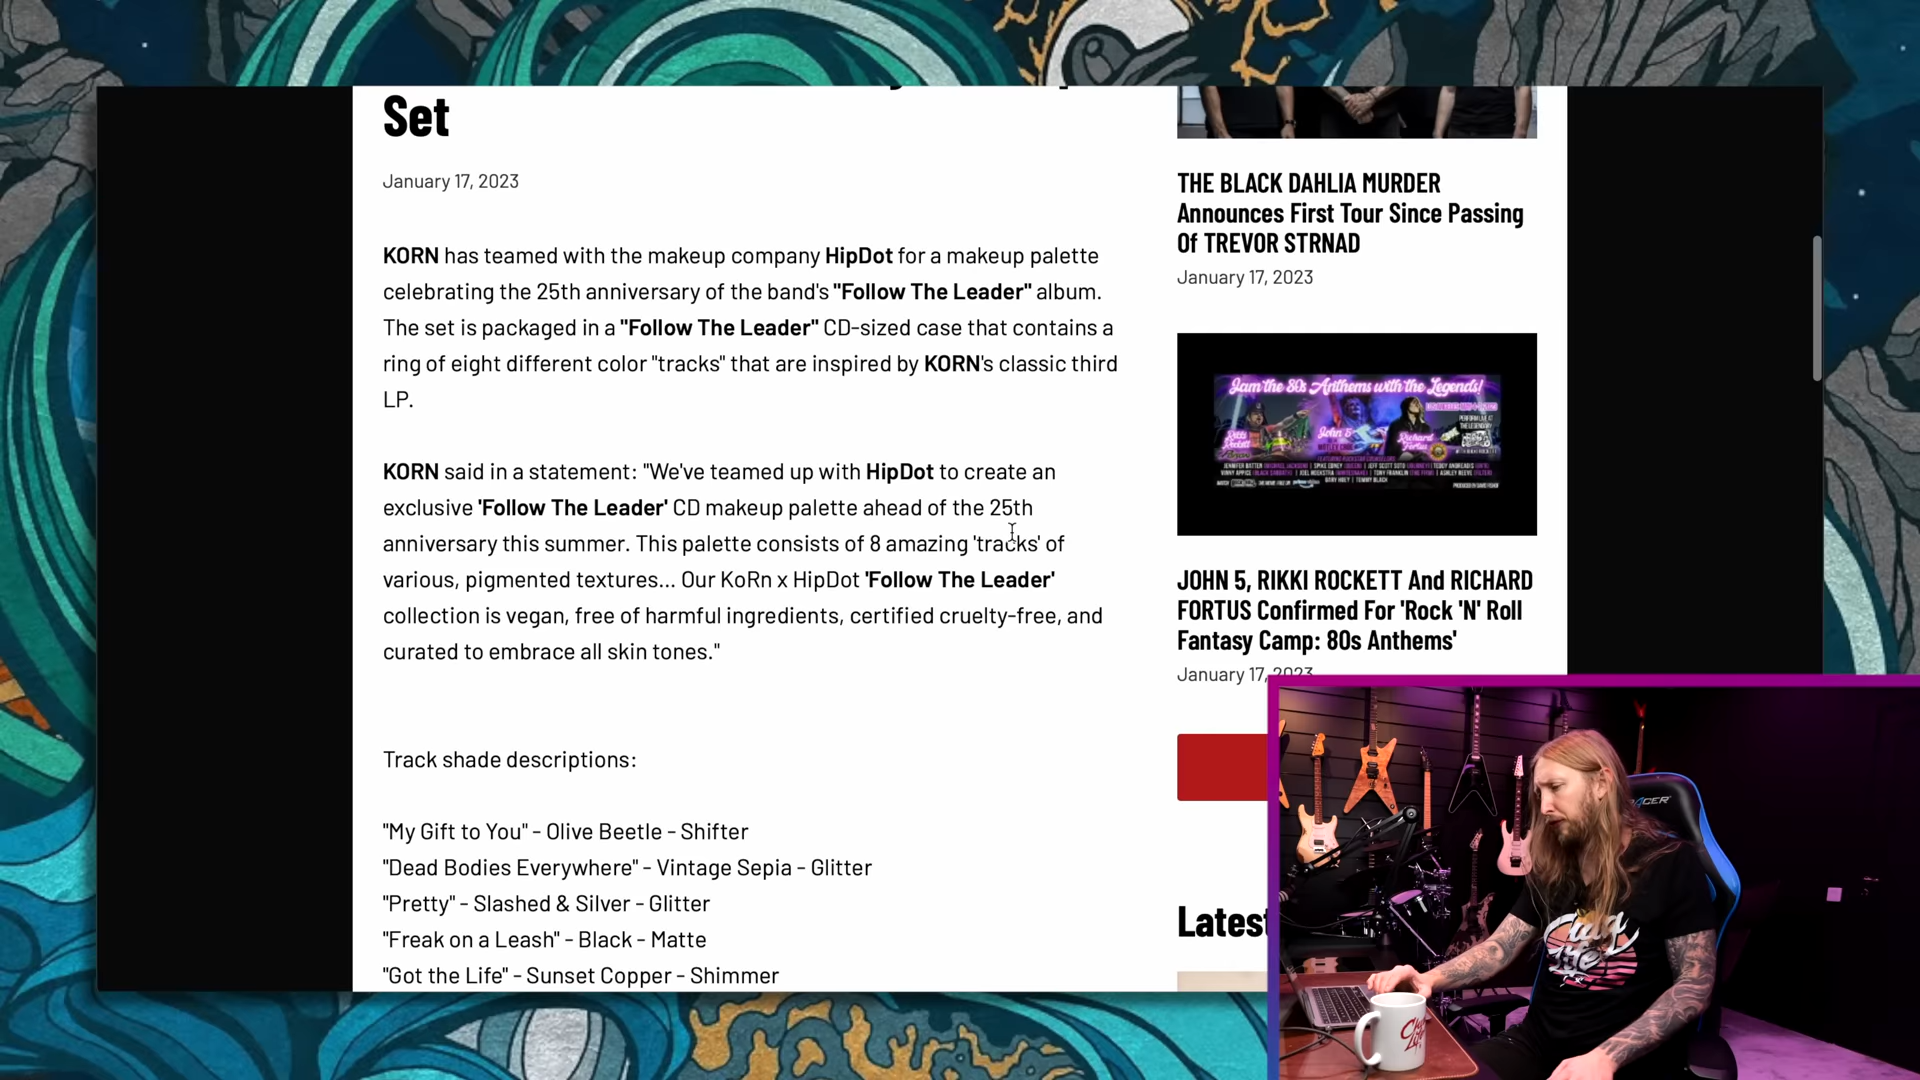 Set
January 17, 2023
KORN has teamed with the makeup company HipDot for a makeup palette
celebrating the 25th anniversary of the band's "Follow The Leader" album.
The set is packaged in a "Follow The Leader" CD-sized case that contains a
ring of eight different color "tracks" that are inspired by KORN's classic third
LP.
KORN said in a statement: "We've teamed up with HipDot to create an
exclusive 'Follow The Leader' CD makeup palette ahead of the 25th
anniversary this summer. This palette consists of 8 amazing 'tracks' of
various, pigmented textures... Our KoRn x HipDot 'Follow The Leader'
collection is vegan, free of harmful ingredients, certified cruelty-free, and
curated to embrace all skin tones."
Track shade descriptions:
"My Gift to You" - Olive Beetle - Shifter
"Dead Bodies Everywhere" - Vintage Sepia - Glitter
"Pretty" - Slashed & Silver - Glitter
"Freak on a Leash" - Black - Matte
"Got the Life" - Sunset Copper - Shimmer
THE BLACK DAHLIA MURDER
Announces First Tour Since Passing
Of TREVOR STRNAD
January 17, 2023
Jam the 80s Anthems with the Legends!
Rikki
Rockett
John 5
Richard
Fortus
JOHN 5, RIKKI ROCKETT And RICHARD
FORTUS Confirmed For 'Rock 'N' Roll
Fantasy Camp: 80s Anthems'
January 17, 2023
Latest